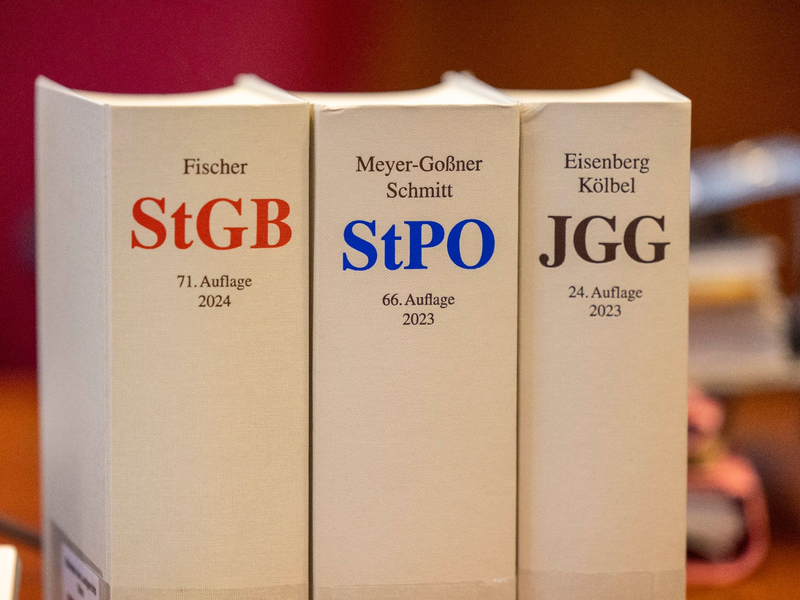 Fischer
StGB
71. Auflage
2024
Meyer-Goßner
Schmitt
StPO
66. Auflage
2023
Eisenberg
Kölbel
JGG
24. Auflage
2023